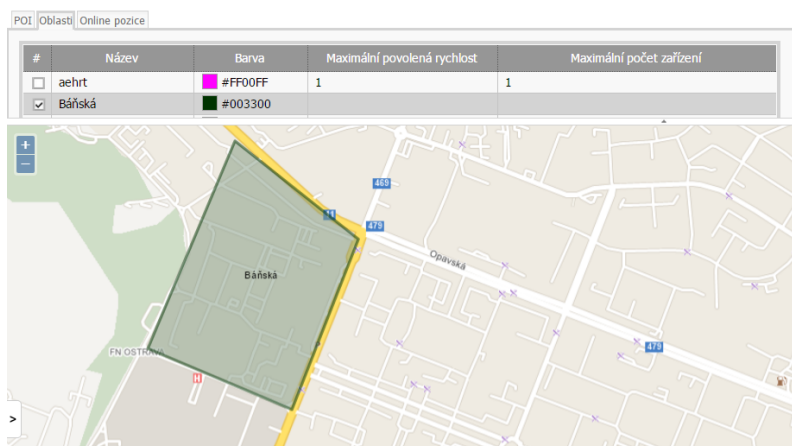 POI Oblasti Online pozice
# Název Barva Maximální povolená rychlost Maximální počet zařízení
aehrt #FF00FF 1 1
Báňská #003300
+
−
469
11
479
Opavská
Báňská
479
FN OSTRAVA
H
>